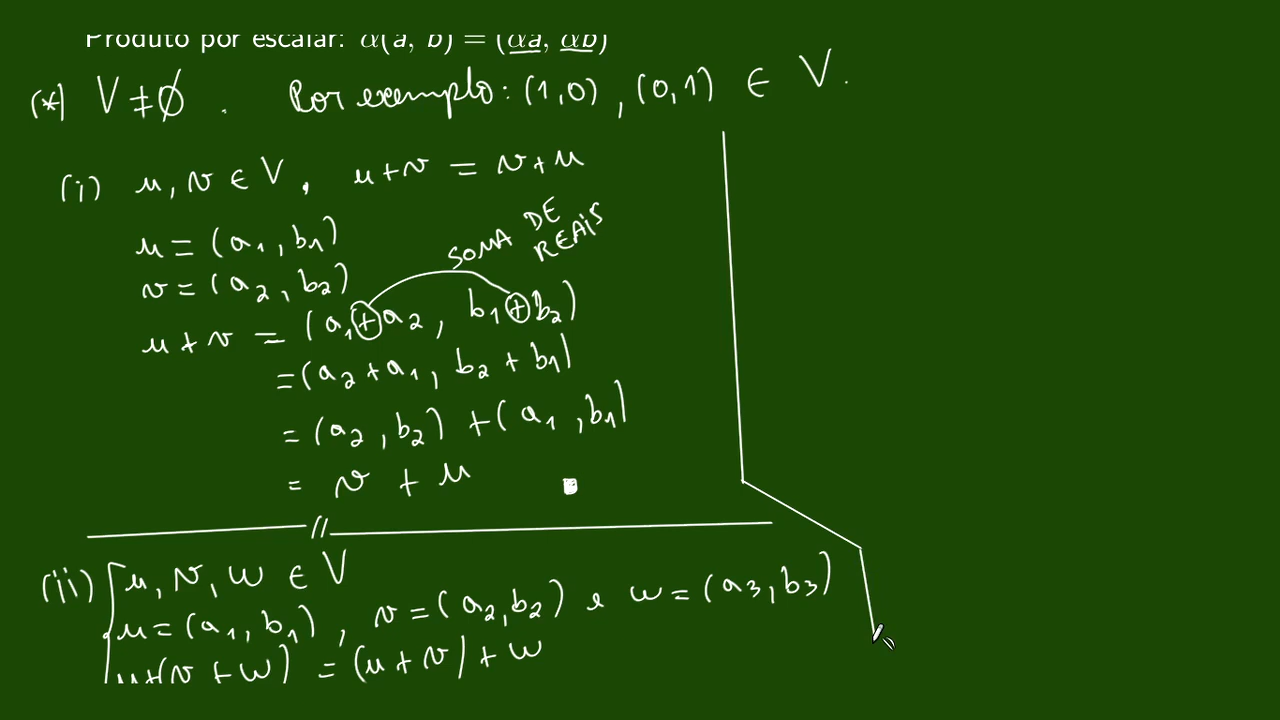 Produto por escalar: α(a, b) = (αa, αb)
(*) V ≠ ∅. Por exemplo: (1,0), (0,1) ∈ V.
(i) u, v ∈ V, u+v = v+u
u = (a₁, b₁)
v = (a₂, b₂)
SOMA DE REAIS
u + v = (a₁+a₂, b₁+b₂)
= (a₂+a₁, b₂+b₁)
= (a₂, b₂) + (a₁, b₁)
= v + u
(ii) u, v, w ∈ V
u = (a₁, b₁), v = (a₂, b₂) e w = (a₃, b₃)
u+(v+w) = (u+v)+w